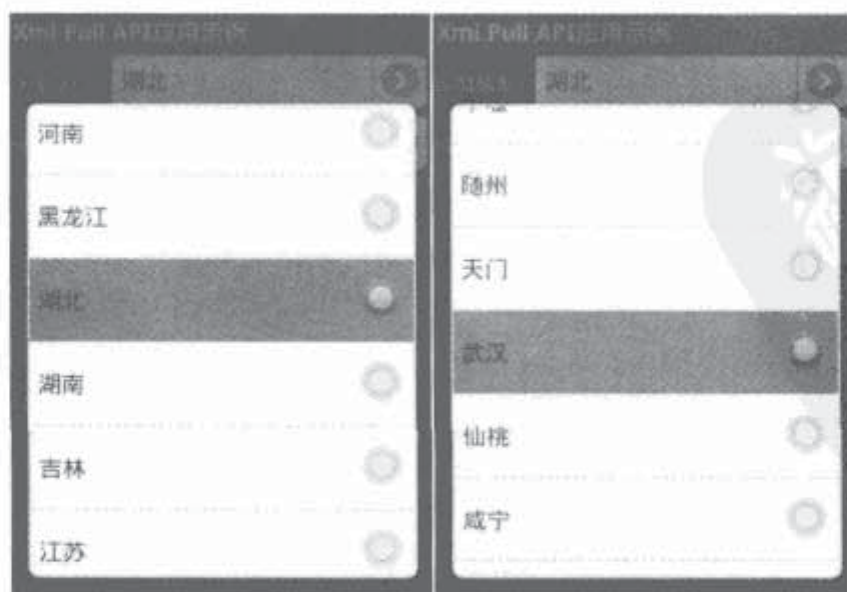 Xml Pull API应用示例
湖北
河南
黑龙江
湖北
湖南
吉林
江苏
Xml Pull API应用示例
湖北
随州
天门
武汉
仙桃
咸宁